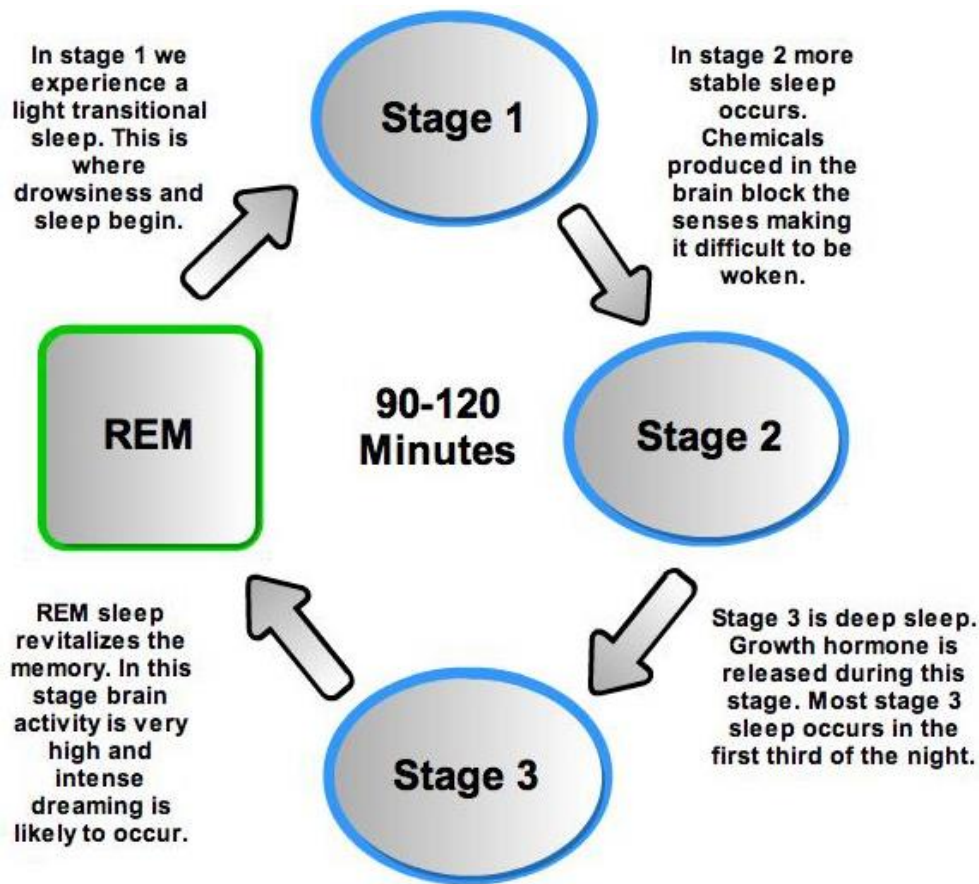 In stage 1 we
experience a
light transitional
sleep. This is
where
drowsiness and
sleep begin.
Stage 1
In stage 2 more
stable sleep
occurs.
Chemicals
produced in the
brain block the
senses making
it difficult to be
woken.
REM
90-120
Minutes
Stage 2
REM sleep
revitalizes the
memory. In this
stage brain
activity is very
high and
intense
dreaming is
likely to occur.
Stage 3
Stage 3 is deep sleep.
Growth hormone is
released during this
stage. Most stage 3
sleep occurs in the
first third of the night.